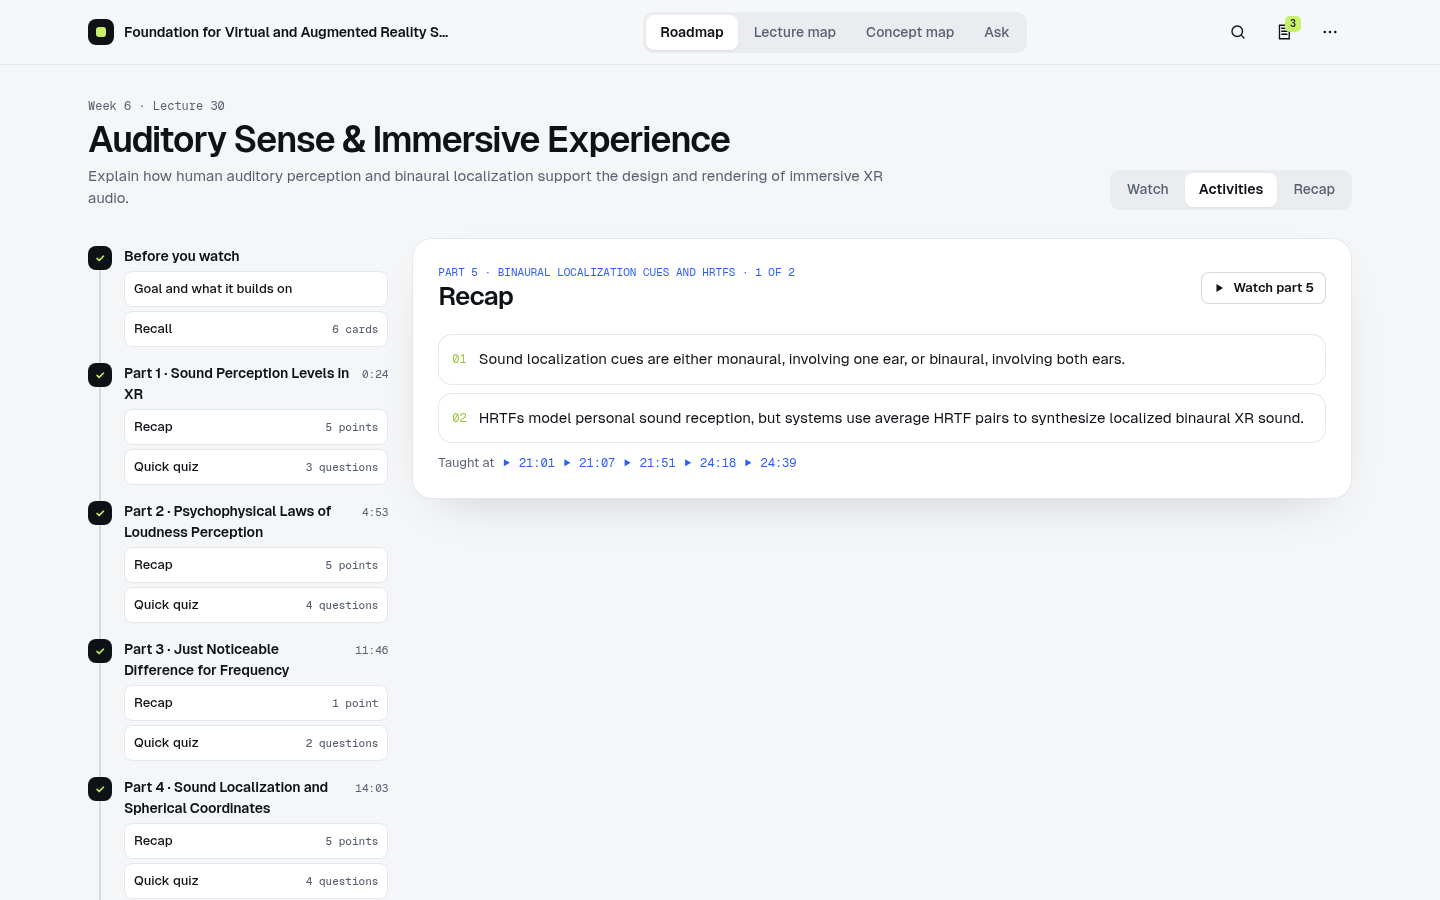 Foundation for Virtual and Augmented Reality S...
Roadmap
Lecture map
Concept map
Ask
3
Week 6 · Lecture 30
Auditory Sense & Immersive Experience
Explain how human auditory perception and binaural localization support the design and rendering of immersive XR
audio.
Watch
Activities
Recap
Before you watch
Goal and what it builds on
Recall 6 cards
Part 1 · Sound Perception Levels in 0:24
XR
Recap 5 points
Quick quiz 3 questions
Part 2 · Psychophysical Laws of 4:53
Loudness Perception
Recap 5 points
Quick quiz 4 questions
Part 3 · Just Noticeable 11:46
Difference for Frequency
Recap 1 point
Quick quiz 2 questions
Part 4 · Sound Localization and 14:03
Spherical Coordinates
Recap 5 points
Quick quiz 4 questions
PART 5 · BINAURAL LOCALIZATION CUES AND HRTFS · 1 OF 2
Recap
Watch part 5
01 Sound localization cues are either monaural, involving one ear, or binaural, involving both ears.
02 HRTFs model personal sound reception, but systems use average HRTF pairs to synthesize localized binaural XR sound.
Taught at 21:01 21:07 21:51 24:18 24:39